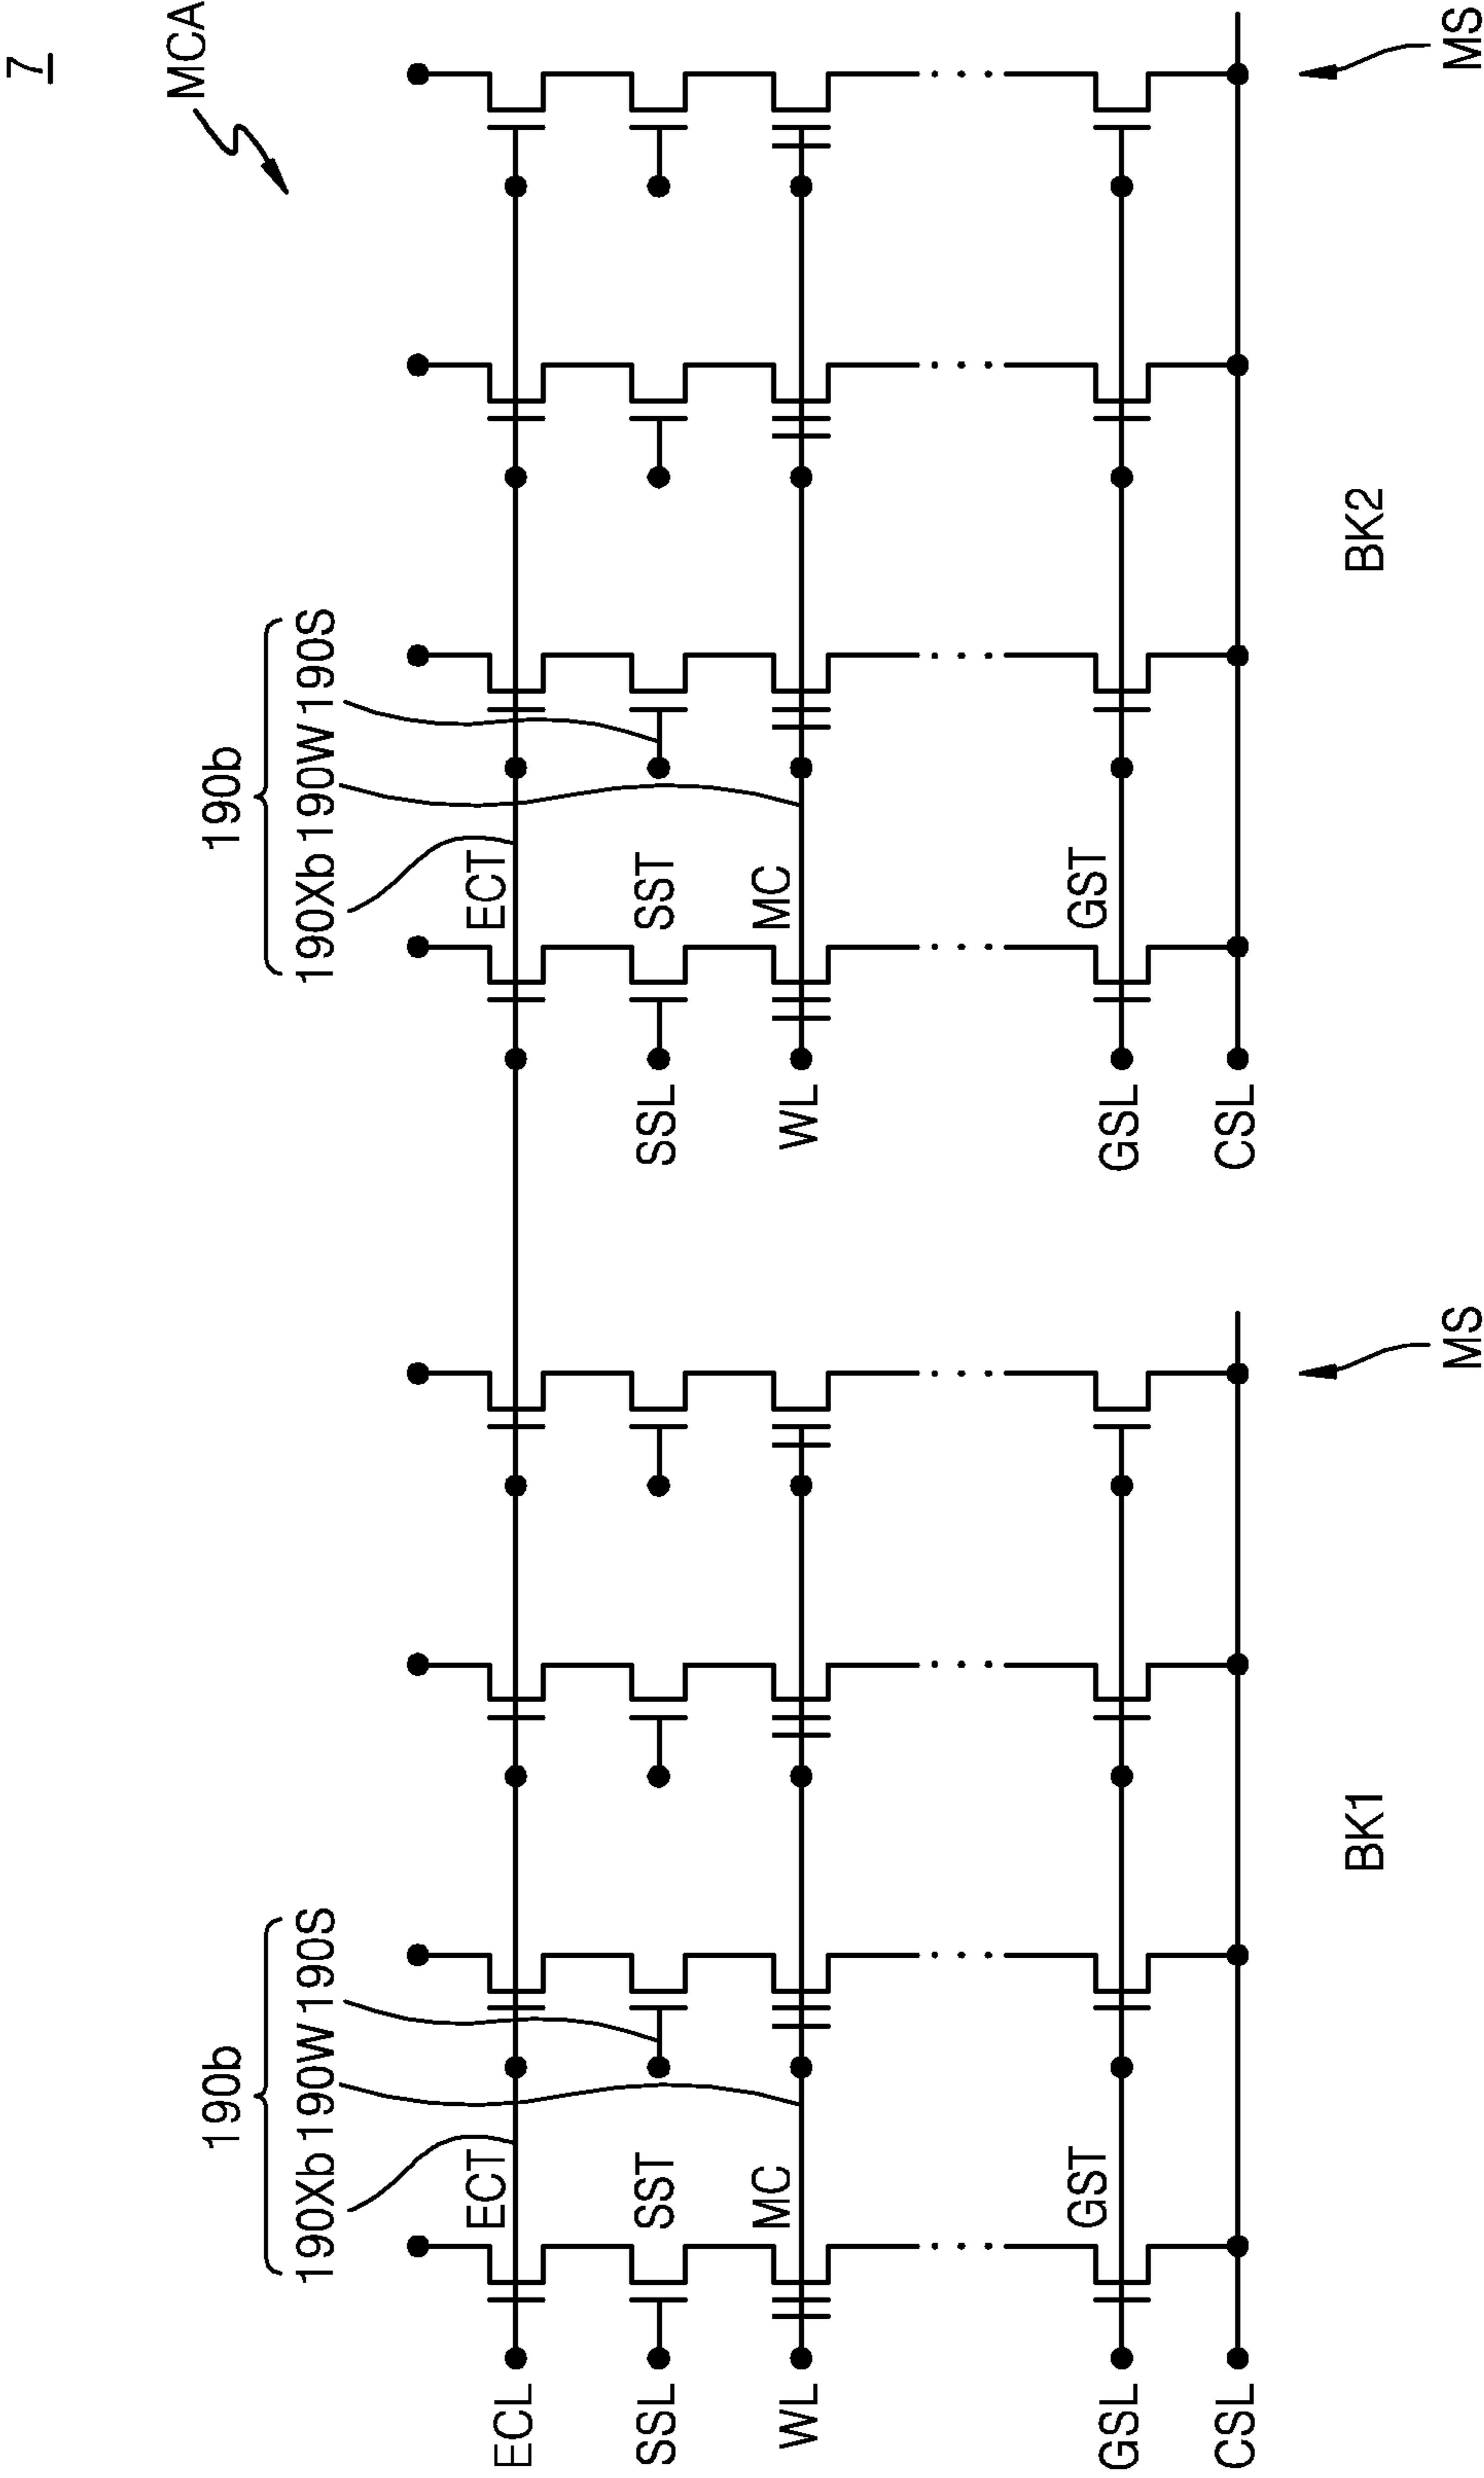 7
MCA
190b
190Xb 190W 190S
190b
190Xb 190W 190S
ECL
ECT
ECT
SSL
SST
SSL
SST
WL
MC
WL
MC
GSL
GST
GSL
GST
CSL
CSL
BK1
BK2
MS
MS